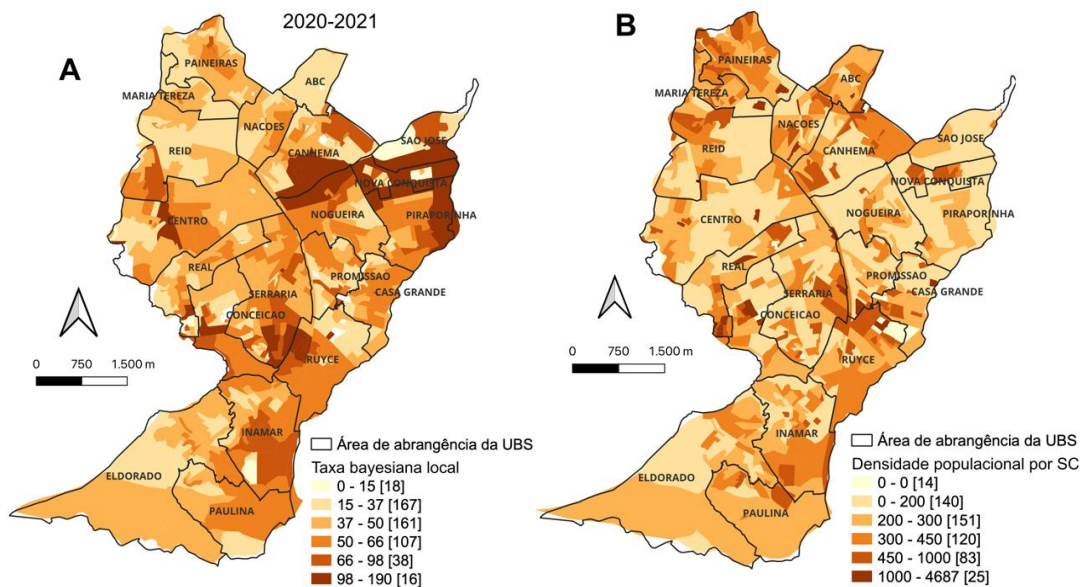 2020-2021
A
PAINEIRAS
ABC
MARIA TEREZA
NACOES
SAO JOSE
REID
CANHEMA
NOVA CONQUISTA
CENTRO
NOGUEIRA
PIRAPORINHA
REAL
PROMISSAO
SERRARIA
CASA GRANDE
CONCEICAO
RUYCE
INAMAR
ELDORADO
PAULINA
0 750 1.500 m
Área de abrangência da UBS
Taxa bayesiana local
0 - 15 [18]
15 - 37 [167]
37 - 50 [161]
50 - 66 [107]
66 - 98 [38]
98 - 190 [16]
B
PAINEIRAS
ABC
MARIA TEREZA
NACOES
SAO JOSE
REID
CANHEMA
NOVA CONQUISTA
CENTRO
NOGUEIRA
PIRAPORINHA
REAL
PROMISSAO
SERRARIA
CASA GRANDE
CONCEICAO
RUYCE
INAMAR
ELDORADO
PAULINA
0 750 1.500 m
Área de abrangência da UBS
Densidade populacional por SC
0 - 0 [14]
0 - 200 [140]
200 - 300 [151]
300 - 450 [120]
450 - 1000 [83]
1000 - 4687 [25]